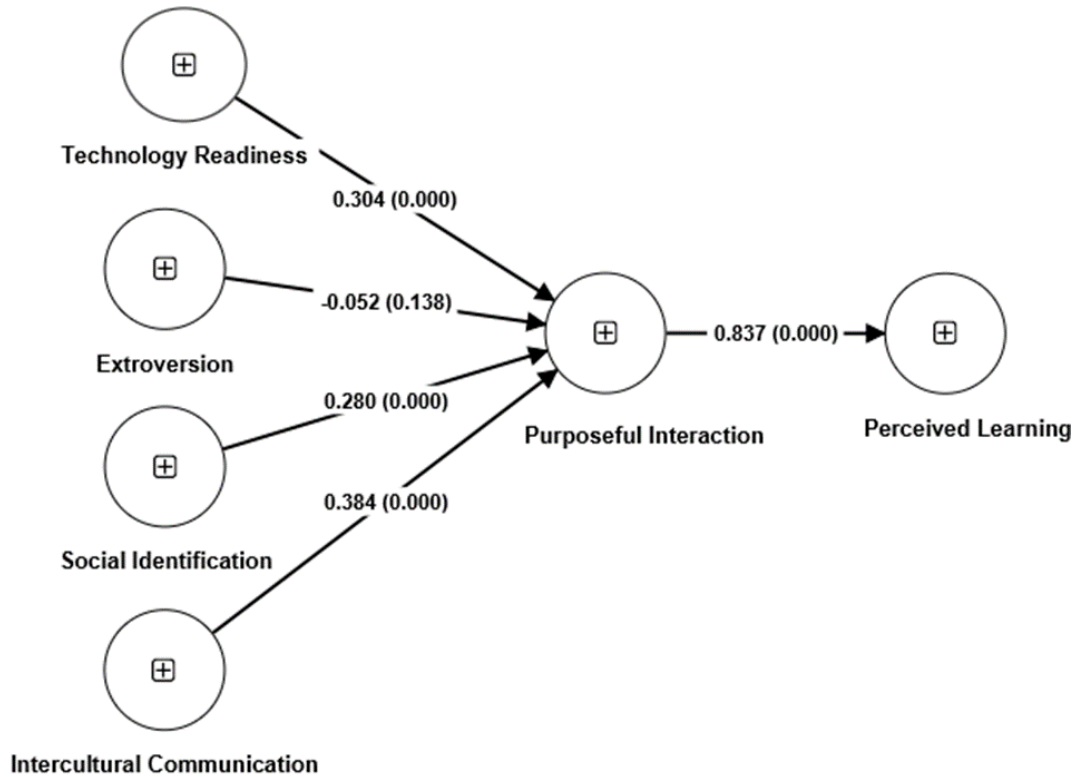 Technology Readiness
0.304 (0.000)
Extroversion
-0.052 (0.138)
Social Identification
0.280 (0.000)
Intercultural Communication
0.384 (0.000)
Purposeful Interaction
0.837 (0.000)
Perceived Learning